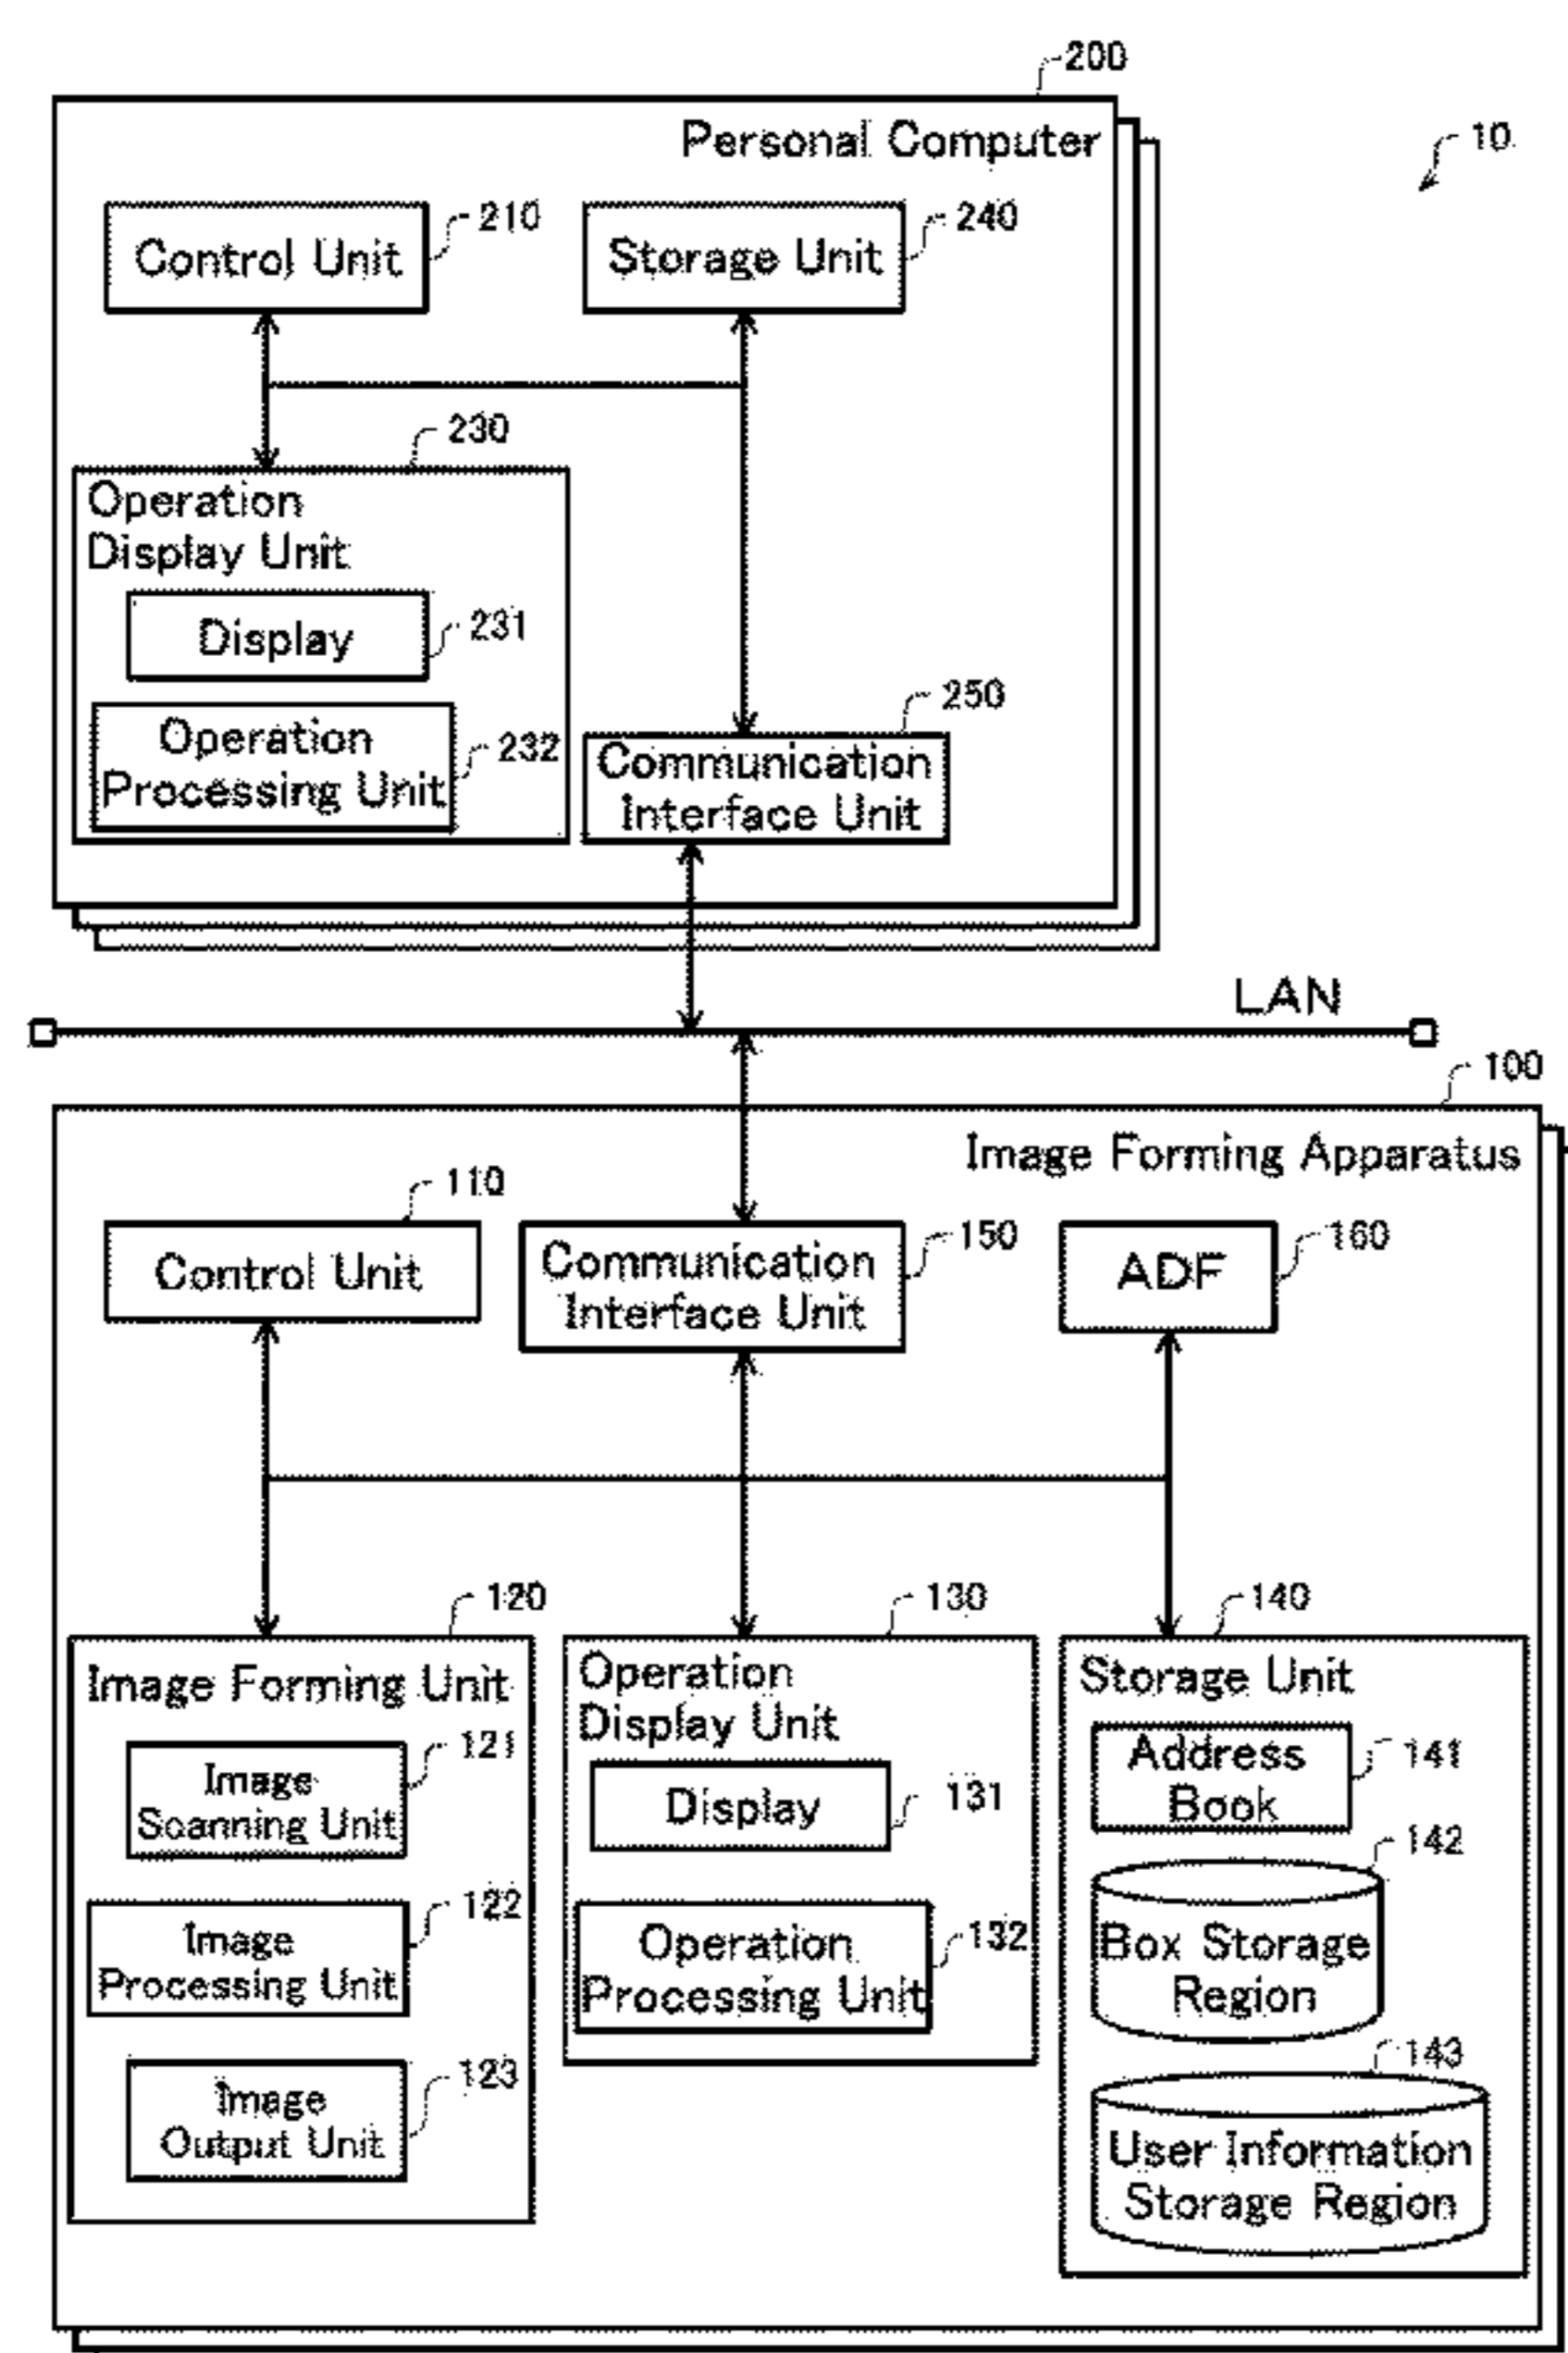 200
Personal Computer
10
210
240
Control Unit
Storage Unit
230
Operation
Display Unit
Display
231
250
Operation
Processing Unit
232
Communication
Interface Unit
LAN
100
Image Forming Apparatus
110
150
160
Control Unit
Communication
Interface Unit
ADF
120
130
140
Image Forming Unit
Operation
Display Unit
Storage Unit
121
Image
Scanning Unit
Display
131
Address
Book
141
142
122
Image
Processing Unit
Operation
Processing Unit
132
Box Storage
Region
143
123
Image
Output Unit
User Information
Storage Region